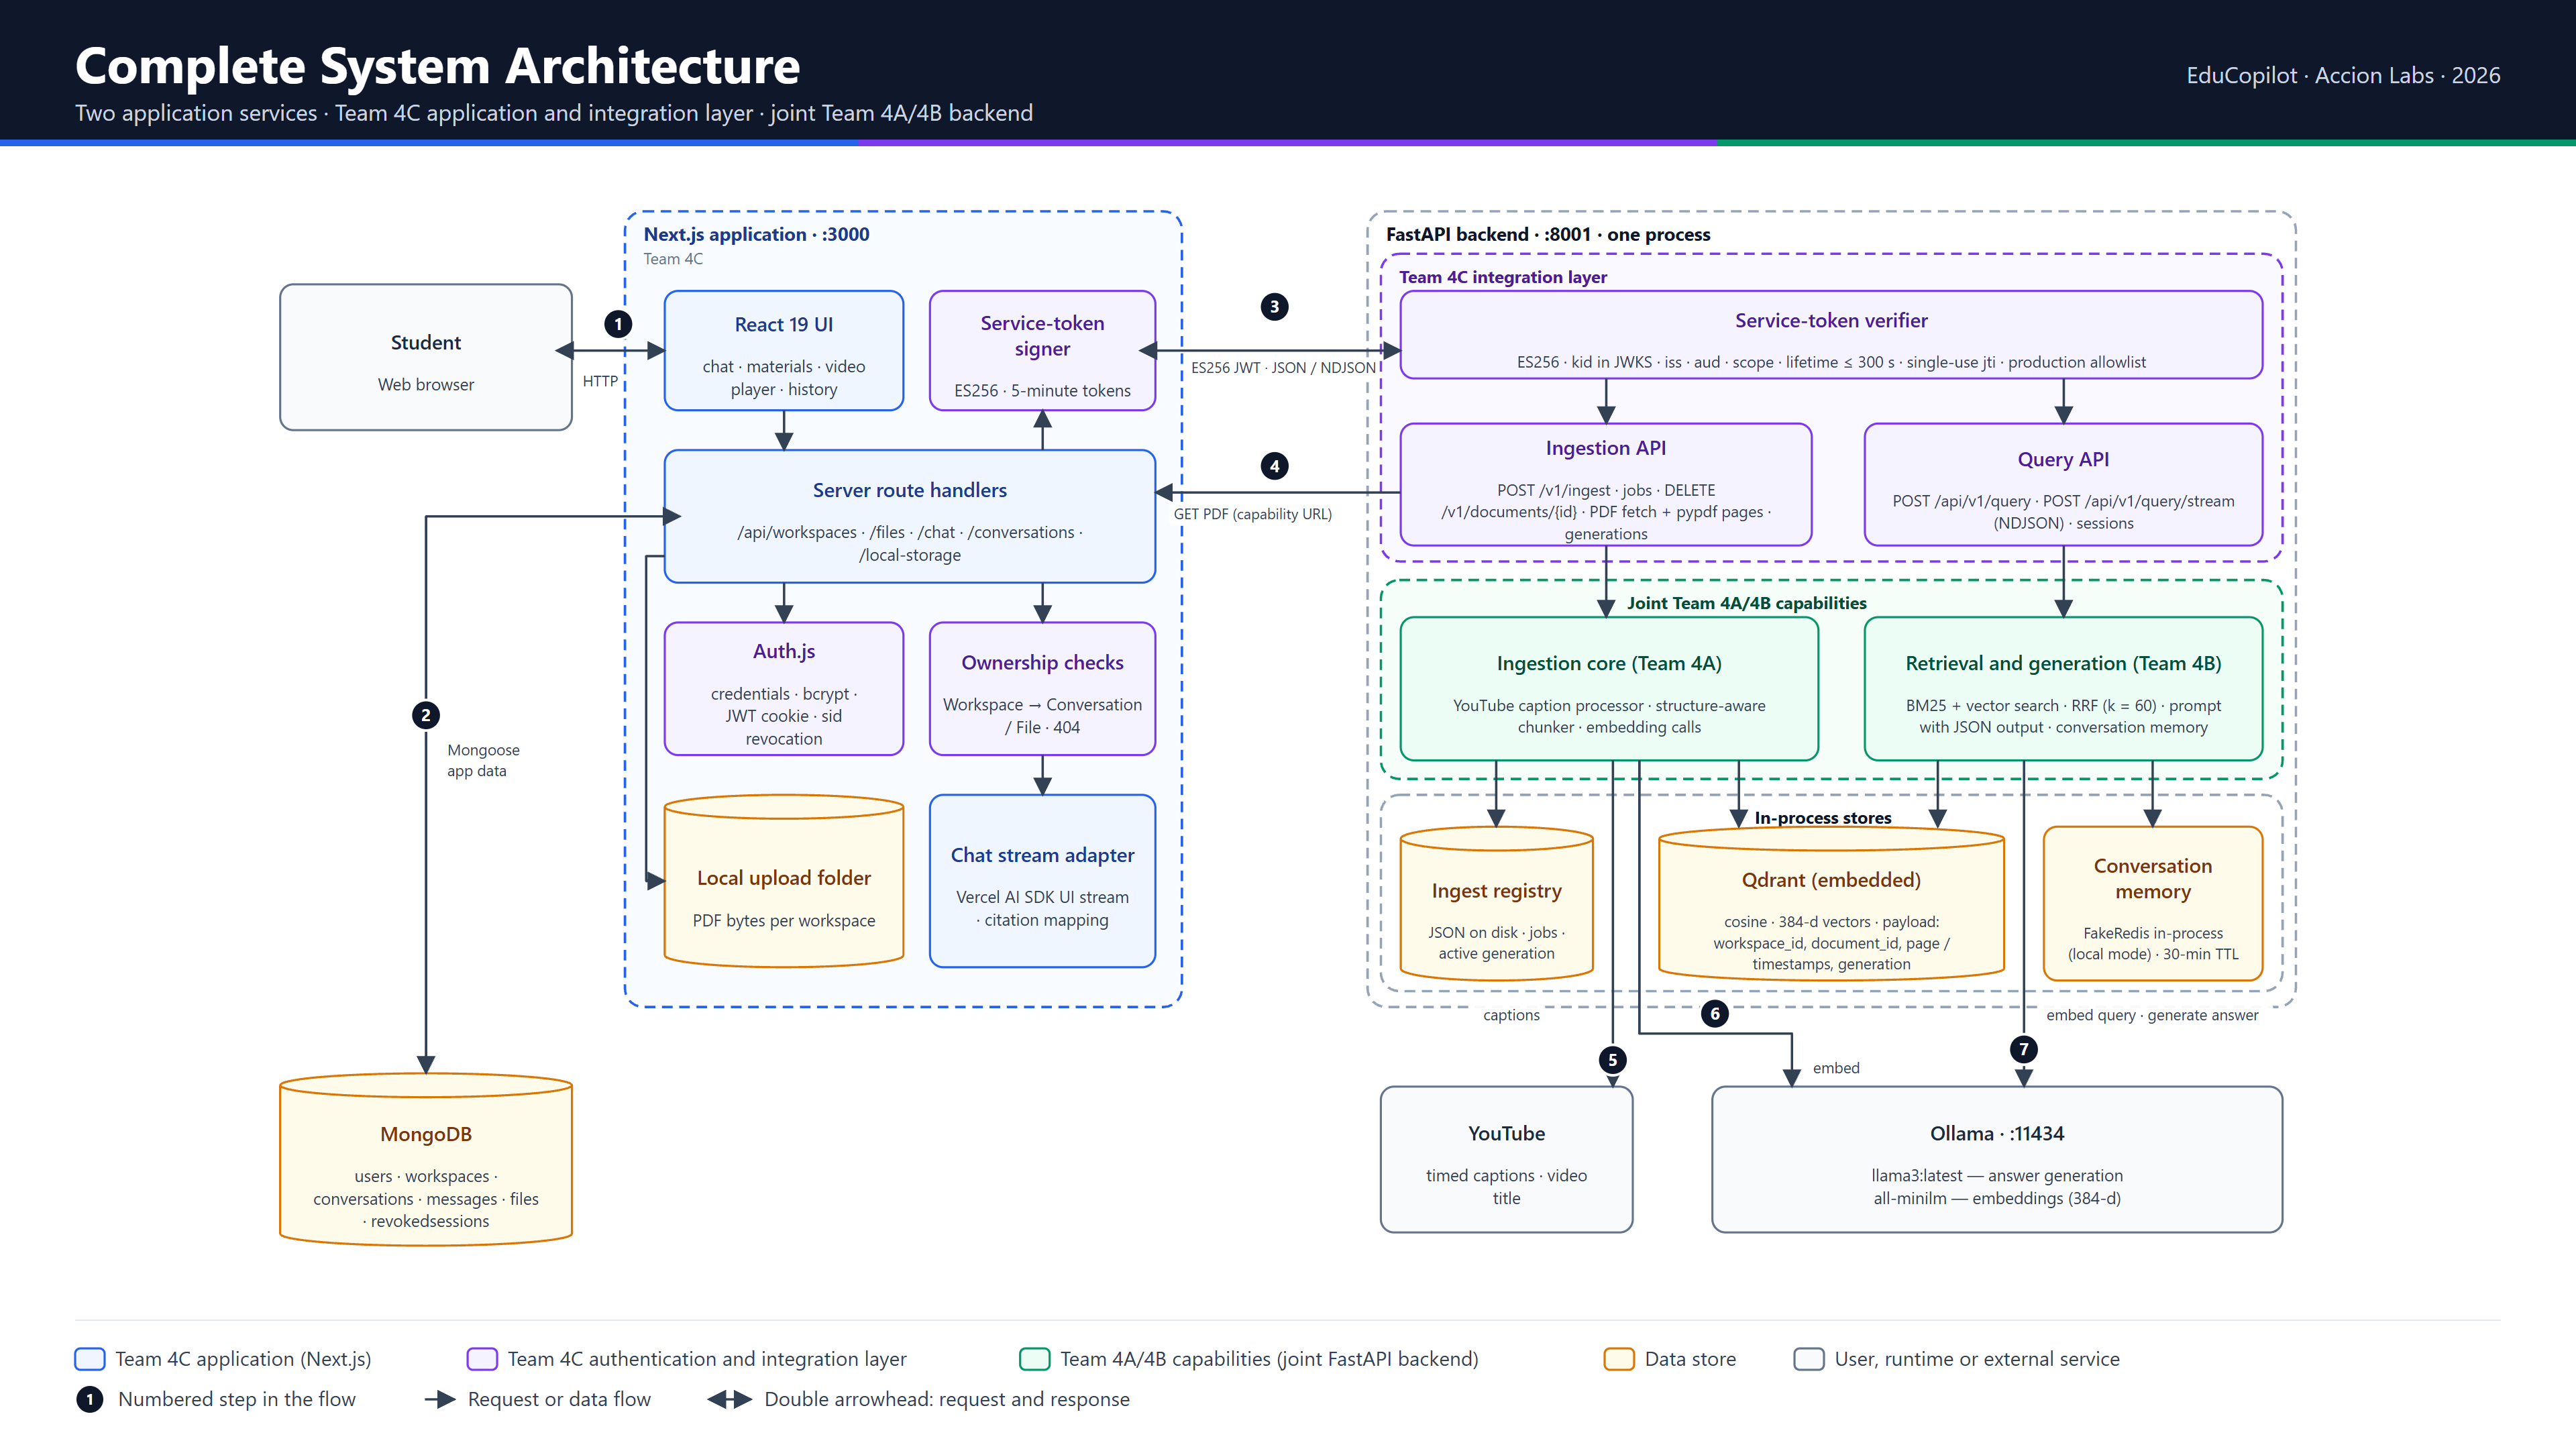 Complete System Architecture
EduCopilot · Accion Labs · 2026
Two application services · Team 4C application and integration layer · joint Team 4A/4B backend
Next.js application · :3000
Team 4C
Student
Web browser
1
HTTP
React 19 UI
chat · materials · video
player · history
Service-token
signer
ES256 · 5-minute tokens
3
ES256 JWT · JSON / NDJSON
4
GET PDF (capability URL)
Server route handlers
/api/workspaces · /files · /chat · /conversations ·
/local-storage
2
Mongoose
app data
Auth.js
credentials · bcrypt ·
JWT cookie · sid
revocation
Ownership checks
Workspace → Conversation
/ File · 404
Local upload folder
PDF bytes per workspace
Chat stream adapter
Vercel AI SDK UI stream
· citation mapping
MongoDB
users · workspaces ·
conversations · messages · files
· revokedsessions
FastAPI backend · :8001 · one process
Team 4C integration layer
Service-token verifier
ES256 · kid in JWKS · iss · aud · scope · lifetime ≤ 300 s · single-use jti · production allowlist
Ingestion API
POST /v1/ingest · jobs · DELETE
/v1/documents/{id} · PDF fetch + pypdf pages ·
generations
Query API
POST /api/v1/query · POST /api/v1/query/stream
(NDJSON) · sessions
Joint Team 4A/4B capabilities
Ingestion core (Team 4A)
YouTube caption processor · structure-aware
chunker · embedding calls
Retrieval and generation (Team 4B)
BM25 + vector search · RRF (k = 60) · prompt
with JSON output · conversation memory
In-process stores
Ingest registry
JSON on disk · jobs ·
active generation
Qdrant (embedded)
cosine · 384-d vectors · payload:
workspace_id, document_id, page /
timestamps, generation
Conversation
memory
FakeRedis in-process
(local mode) · 30-min TTL
captions
6
embed query · generate answer
5
embed
7
YouTube
timed captions · video
title
Ollama · :11434
llama3:latest — answer generation
all-minilm — embeddings (384-d)
Team 4C application (Next.js)
Team 4C authentication and integration layer
Team 4A/4B capabilities (joint FastAPI backend)
Data store
User, runtime or external service
1
Numbered step in the flow
Request or data flow
Double arrowhead: request and response